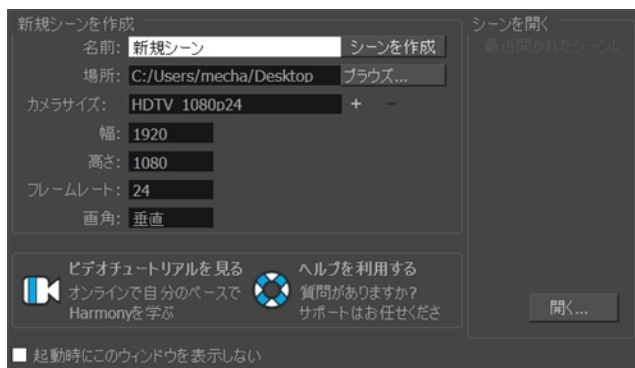 新規シーンを作成
名前: 新規シーン シーンを作成
場所: C:/Users/mecha/Desktop ブラウズ...
カメラサイズ: HDTV_1080p24 + −
幅: 1920
高さ: 1080
フレームレート: 24
画角: 垂直
ビデオチュートリアルを見る
オンラインで自分のペースで
Harmonyを学ぶ
ヘルプを利用する
質問がありますか?
サポートはお任せくださ
起動時にこのウィンドウを表示しない
シーンを開く
最近開かれたシーン
開く...